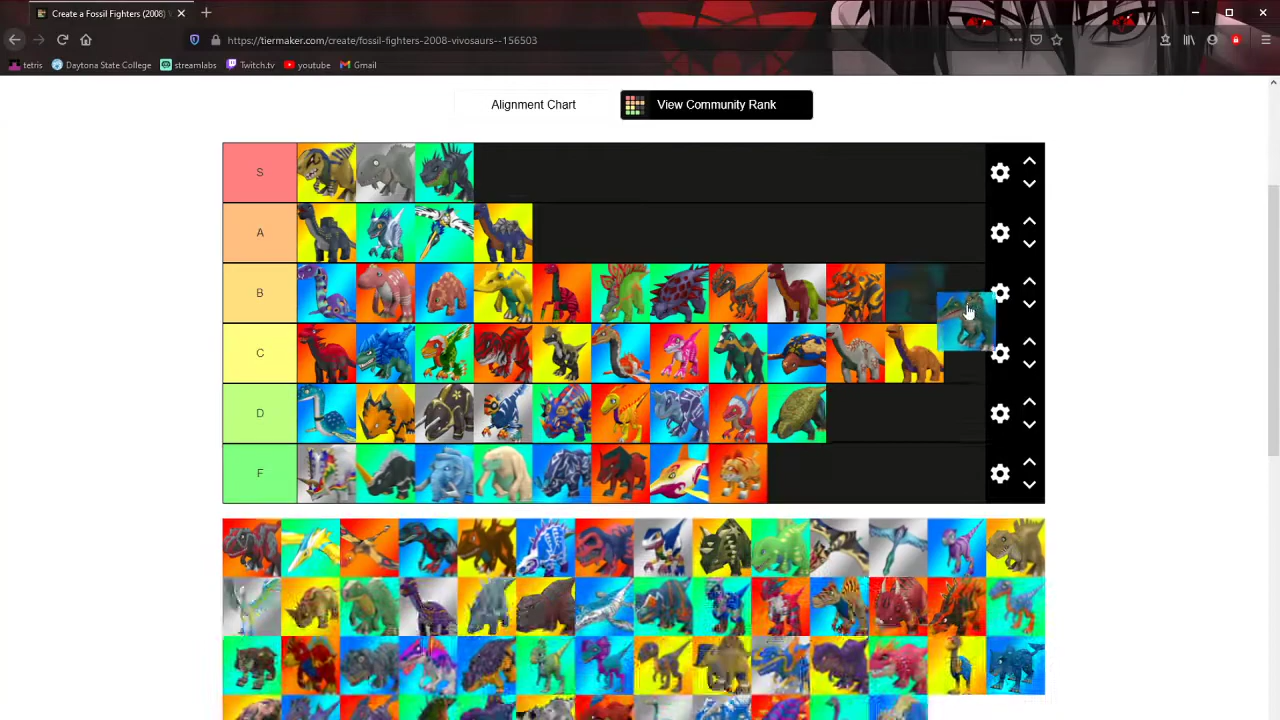 Create a Fossil Fighters (2008)
https://tiermaker.com/create/fossil-fighters-2008-vivosaurs--156503
tetris
Daytona State College
streamlabs
Twitch.tv
youtube
Gmail
Alignment Chart
View Community Rank
S
A
B
C
D
F